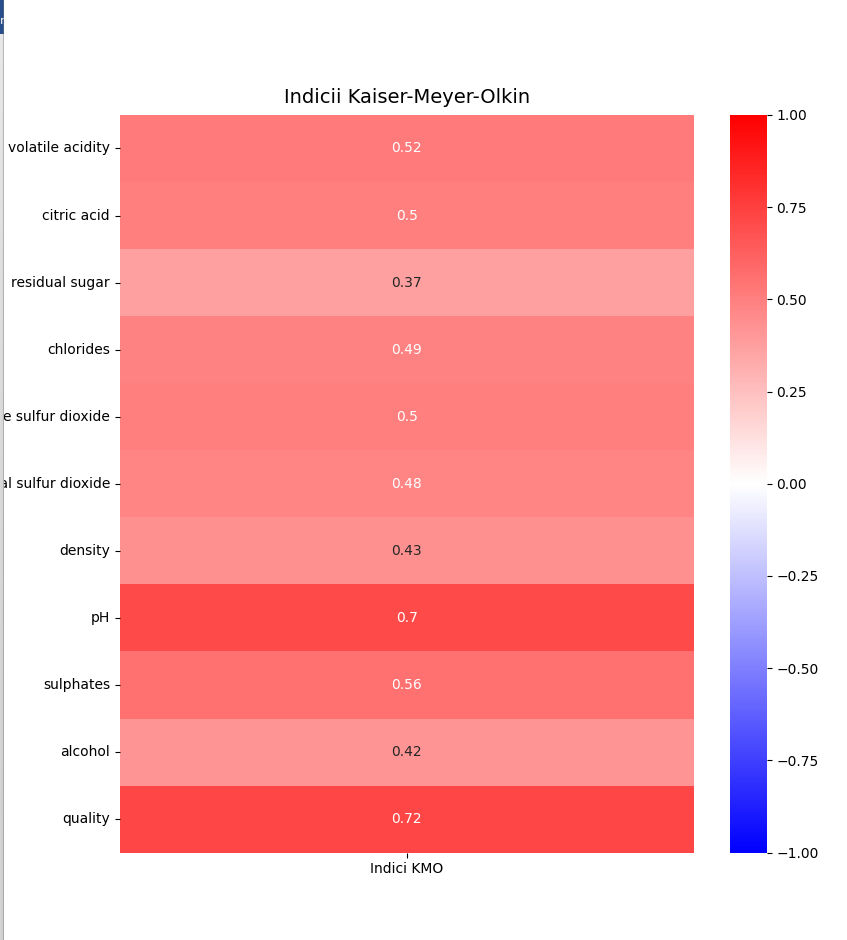 Indicii Kaiser-Meyer-Olkin
volatile acidity 0.52
citric acid 0.5
residual sugar 0.37
chlorides 0.49
e sulfur dioxide 0.5
al sulfur dioxide 0.48
density 0.43
pH 0.7
sulphates 0.56
alcohol 0.42
quality 0.72
Indici KMO
1.00
0.75
0.50
0.25
0.00
−0.25
−0.50
−0.75
−1.00